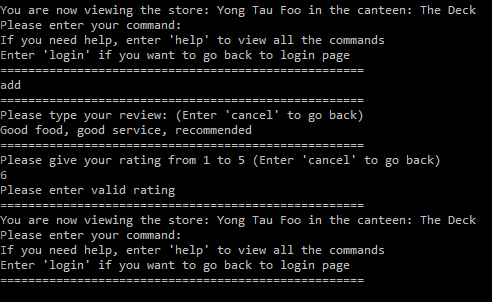 You are now viewing the store: Yong Tau Foo in the canteen: The Deck
Please enter your command:
If you need help, enter 'help' to view all the commands
Enter 'login' if you want to go back to login page
====================================================
add
====================================================
Please type your review: (Enter 'cancel' to go back)
Good food, good service, recommended
====================================================
Please give your rating from 1 to 5 (Enter 'cancel' to go back)
6
Please enter valid rating
====================================================
You are now viewing the store: Yong Tau Foo in the canteen: The Deck
Please enter your command:
If you need help, enter 'help' to view all the commands
Enter 'login' if you want to go back to login page
====================================================